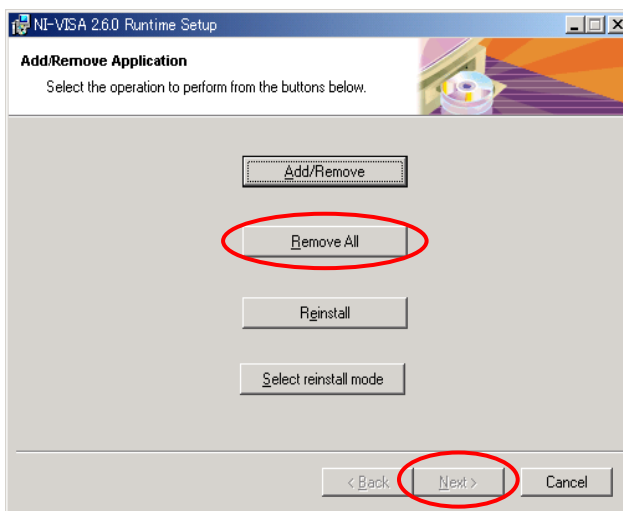 NI-VISA 2.6.0 Runtime Setup
Add/Remove Application
Select the operation to perform from the buttons below.
Add/Remove
Remove All
Reinstall
Select reinstall mode
< Back
Next >
Cancel